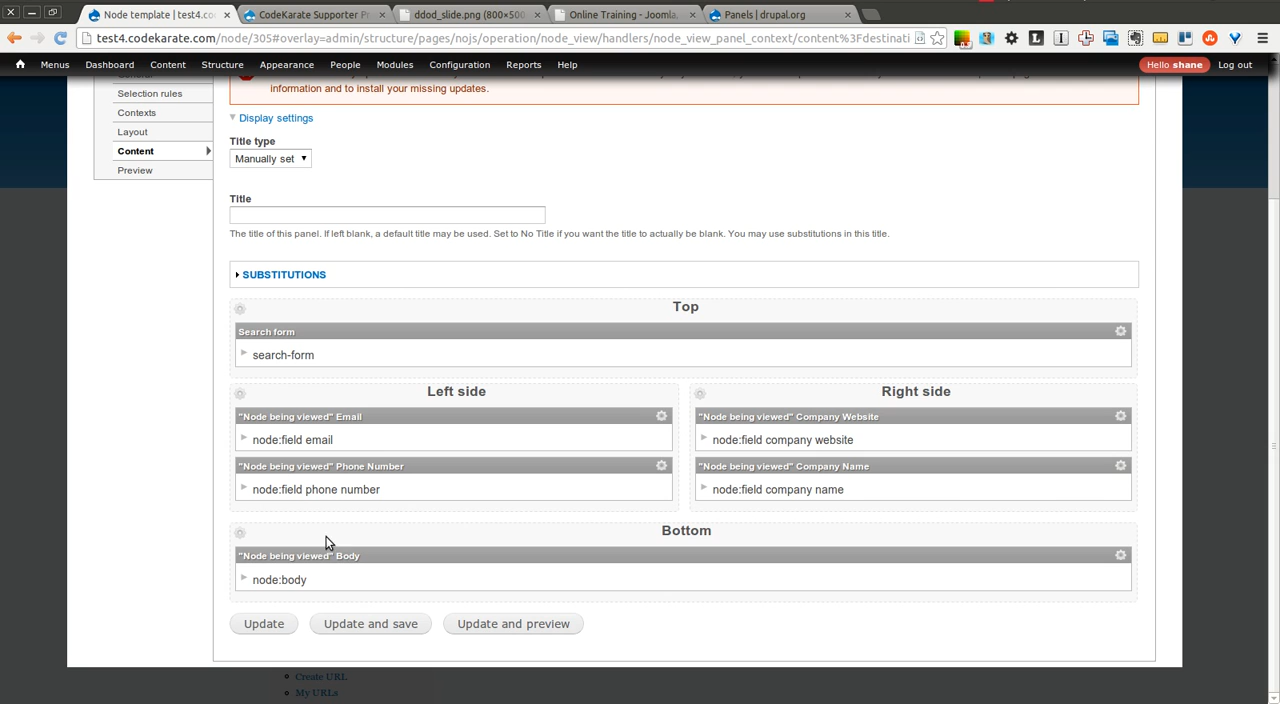 Node template | test4.co
CodeKarate Supporter P
ddod_slide.png (800×500
Online Training - Joomla,
Panels | drupal.org
test4.codekarate.com/node/305#overlay=admin/structure/pages/nojs/operation/node_view/handlers/node_view_panel_context/content%3Fdestinati
Menus Dashboard Content Structure Appearance People Modules Configuration Reports Help Hello shane Log out
information and to install your missing updates.
Selection rules
Contexts
Layout
Content
Preview
Display settings
Title type
Manually set
Title
The title of this panel. If left blank, a default title may be used. Set to No Title if you want the title to actually be blank. You may use substitutions in this title.
SUBSTITUTIONS
Top
Search form
search-form
Left side
"Node being viewed" Email
node:field email
"Node being viewed" Phone Number
node:field phone number
Right side
"Node being viewed" Company Website
node:field company website
"Node being viewed" Company Name
node:field company name
Bottom
"Node being viewed" Body
node:body
Update
Update and save
Update and preview
Create URL
My URLs